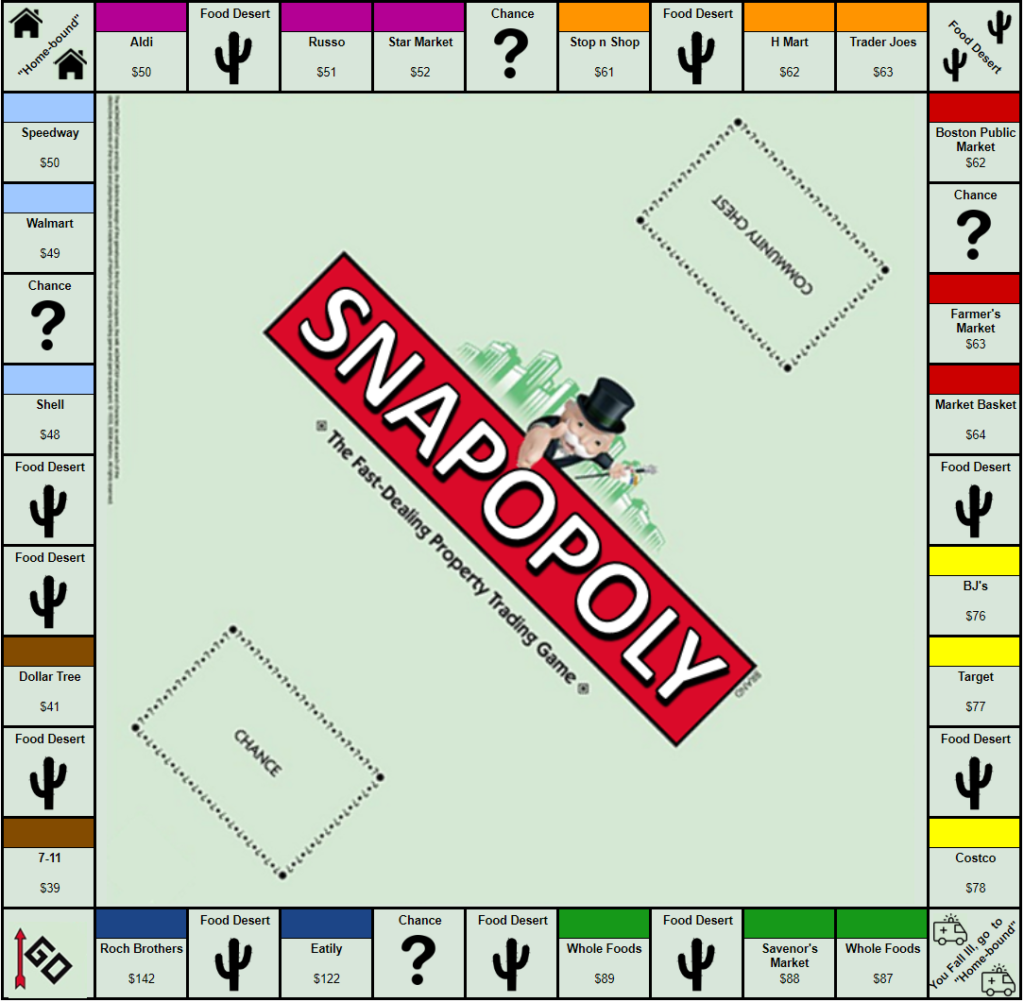 "Home-bound"
Aldi
$50
Food Desert
Russo
$51
Star Market
$52
Chance
?
Stop n Shop
$61
Food Desert
H Mart
$62
Trader Joes
$63
Food Desert
Speedway
$50
Walmart
$49
Chance
?
Shell
$48
Food Desert
Food Desert
Dollar Tree
$41
Food Desert
7-11
$39
COMMUNITY CHEST
SNAPOPOLY
The Fast-Dealing Property Trading Game
BRAND
CHANCE
Boston Public
Market
$62
Chance
?
Farmer's
Market
$63
Market Basket
$64
Food Desert
BJ's
$76
Target
$77
Food Desert
Costco
$78
GO
Roch Brothers
$142
Food Desert
Eatily
$122
Chance
?
Food Desert
Whole Foods
$89
Food Desert
Savenor's
Market
$88
Whole Foods
$87
You Fall Ill, go to
"Home-bound"